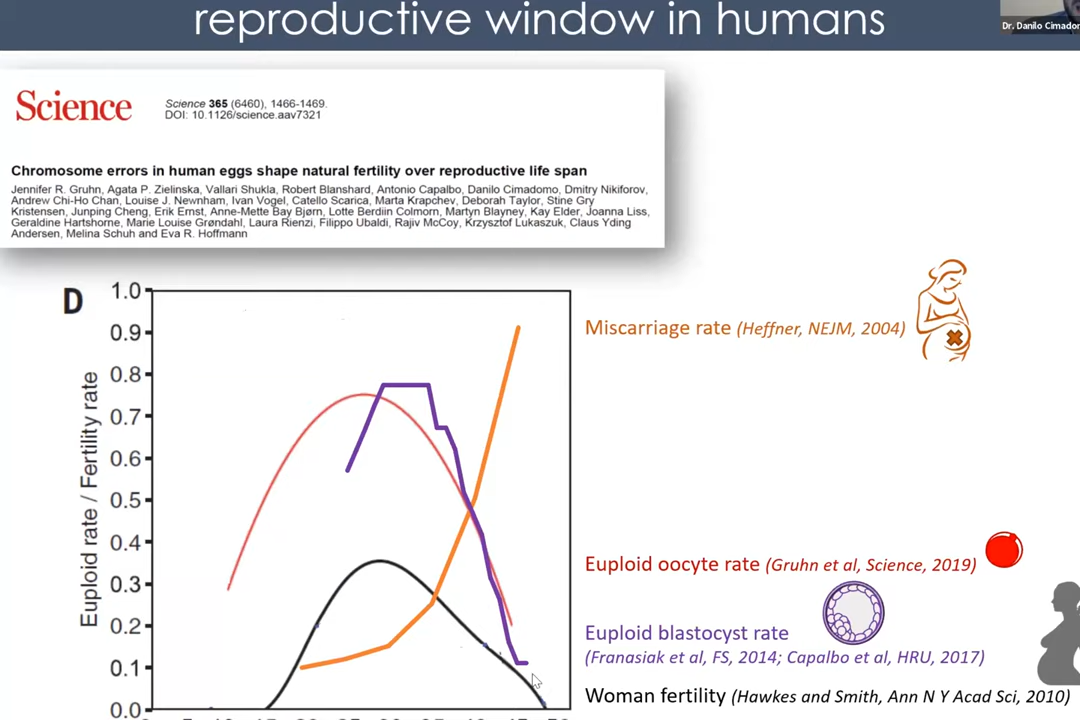 reproductive window in humans
Dr. Danilo Cimador
Science
Science 365 (6460), 1466-1469.
DOI: 10.1126/science.aav7321
Chromosome errors in human eggs shape natural fertility over reproductive life span
Jennifer R. Gruhn, Agata P. Zielinska, Vallari Shukla, Robert Blanshard, Antonio Capalbo, Danilo Cimadomo, Dmitry Nikiforov,
Andrew Chi-Ho Chan, Louise J. Newnham, Ivan Vogel, Catello Scarica, Marta Krapchev, Deborah Taylor, Stine Gry
Kristensen, Junping Cheng, Erik Ernst, Anne-Mette Bay Bjørn, Lotte Berdiin Colmorn, Martyn Blayney, Kay Elder, Joanna Liss,
Geraldine Hartshorne, Marie Louise Grøndahl, Laura Rienzi, Filippo Ubaldi, Rajiv McCoy, Krzysztof Lukaszuk, Claus Yding
Andersen, Melina Schuh and Eva R. Hoffmann
D
Euploid rate / Fertility rate
1.0
0.9
0.8
0.7
0.6
0.5
0.4
0.3
0.2
0.1
0.0
Miscarriage rate (Heffner, NEJM, 2004)
Euploid oocyte rate (Gruhn et al, Science, 2019)
Euploid blastocyst rate
(Franasiak et al, FS, 2014; Capalbo et al, HRU, 2017)
Woman fertility (Hawkes and Smith, Ann N Y Acad Sci, 2010)